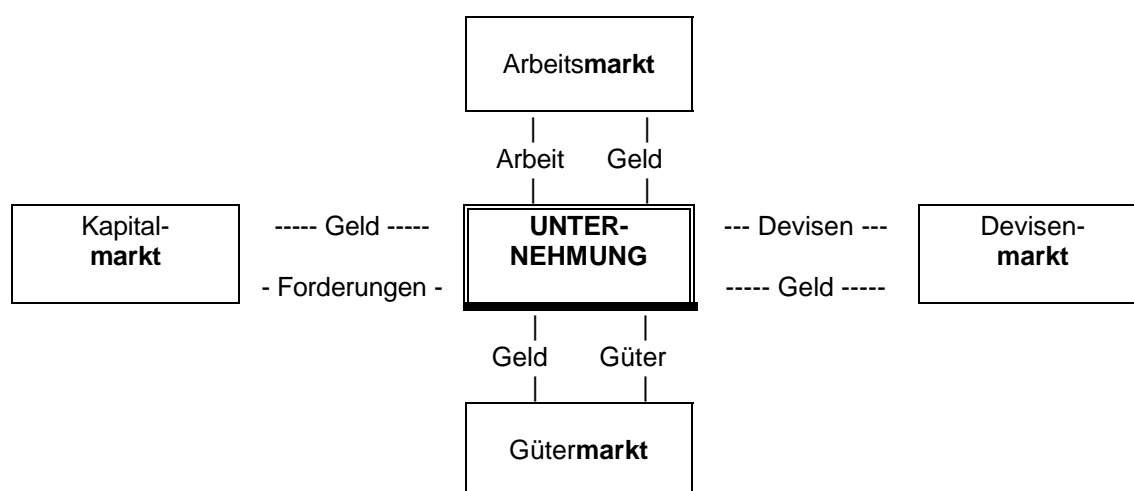 Arbeitsmarkt
| |
Arbeit Geld
| |
Kapital- ----- Geld ----- UNTER- --- Devisen --- Devisen-
markt NEHMUNG markt
- Forderungen - ----- Geld -----
| |
Geld Güter
| |
Gütermarkt